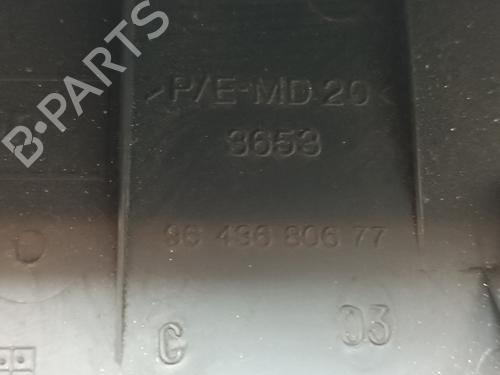 >P/E-MD 20<
3653
96 436 806 77
D
C 03
B-PARTS